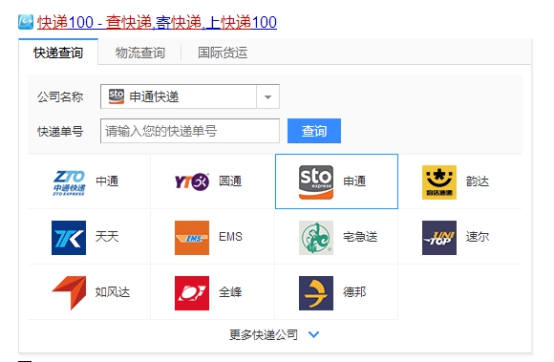 快递100 - 查快递,寄快递,上快递100
快递查询 物流查询 国际货运
公司名称 sto express 申通快递
快递单号 请输入您的快递单号 查询
ZTO 中通快递 ZTO EXPRESS 中通 YTO 圆通 sto express 申通 韵达速递 韵达
TK 天天 EMS EMS 宅急送 UNI TOP 速尔
如风达 全峰 德邦
更多快递公司